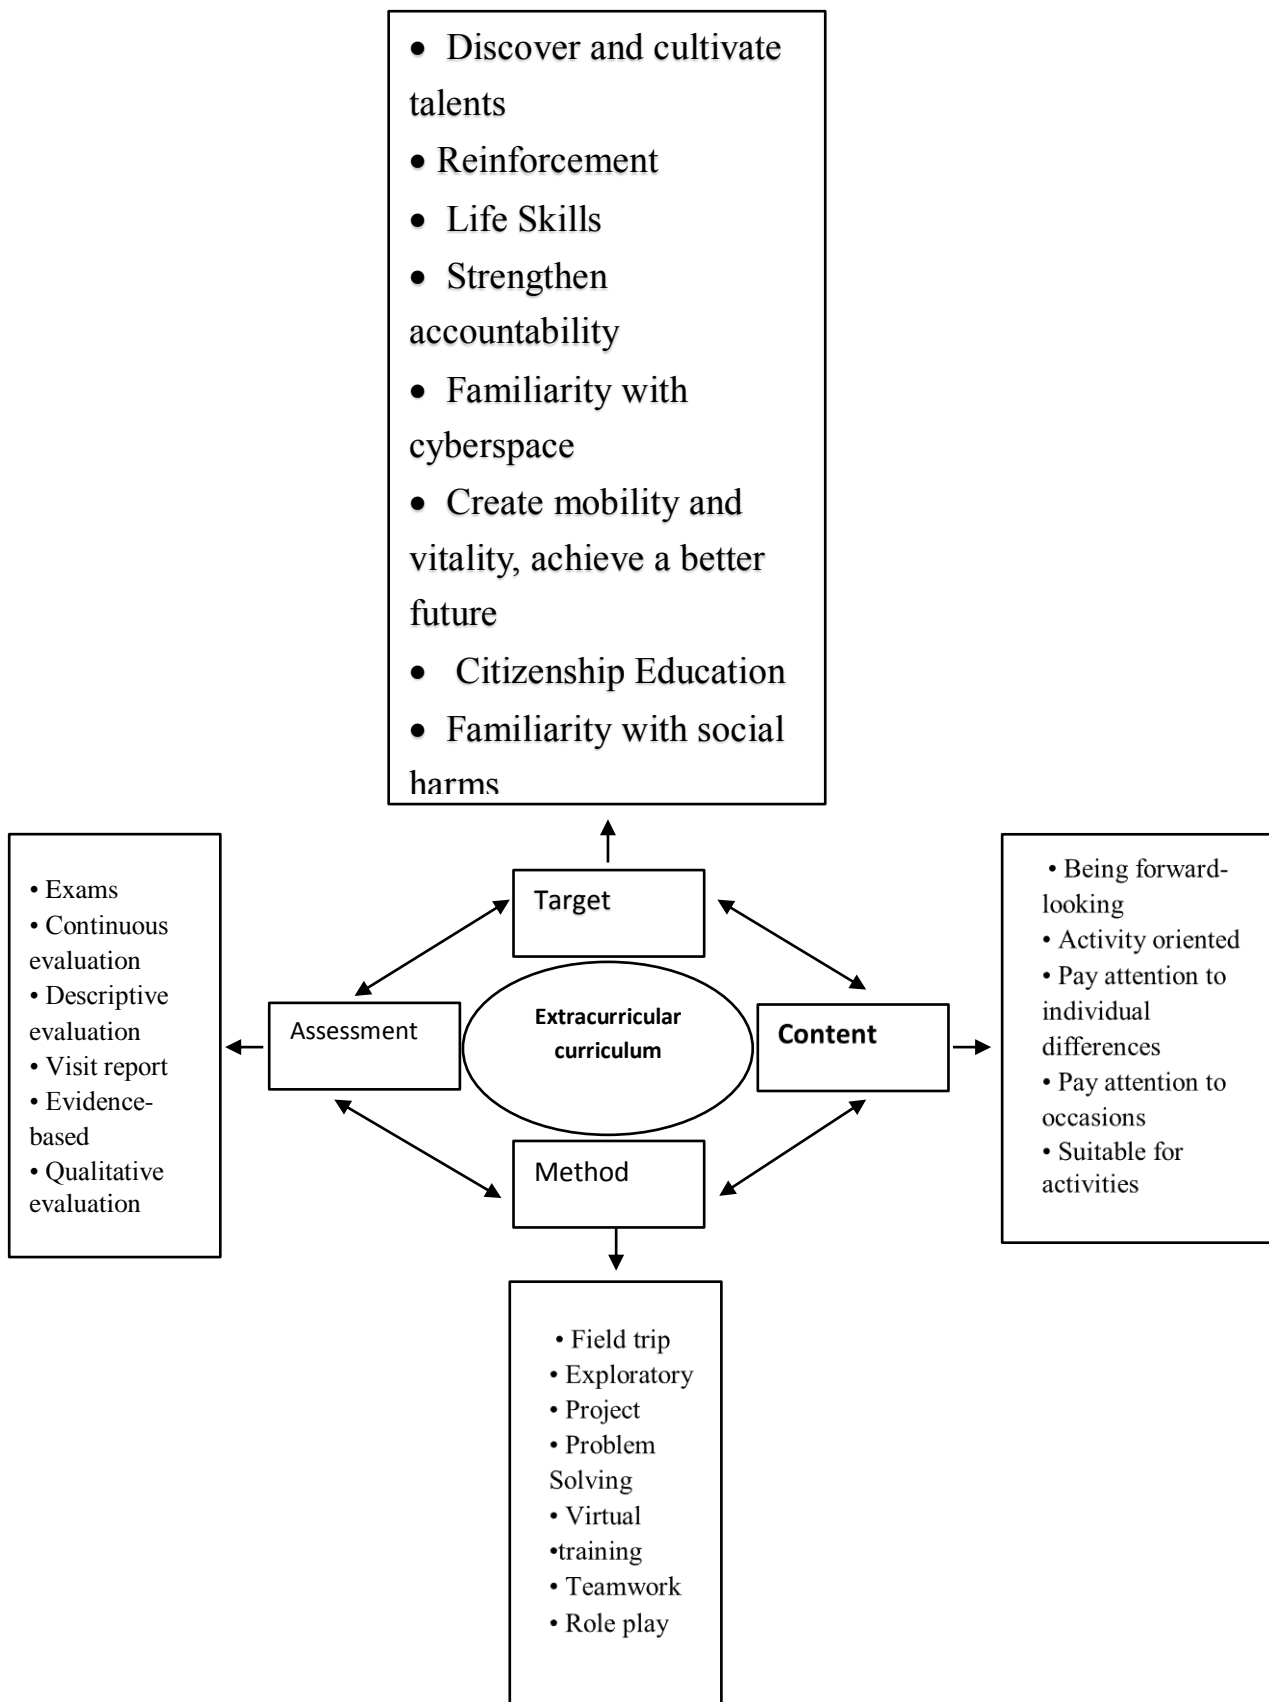 • Discover and cultivate
talents
• Reinforcement
• Life Skills
• Strengthen
accountability
• Familiarity with
cyberspace
• Create mobility and
vitality, achieve a better
future
• Citizenship Education
• Familiarity with social
harms
Target
Assessment
Extracurricular
curriculum
Content
Method
• Exams
• Continuous
evaluation
• Descriptive
evaluation
• Visit report
• Evidence-
based
• Qualitative
evaluation
• Being forward-
looking
• Activity oriented
• Pay attention to
individual
differences
• Pay attention to
occasions
• Suitable for
activities
• Field trip
• Exploratory
• Project
• Problem
Solving
• Virtual
•training
• Teamwork
• Role play